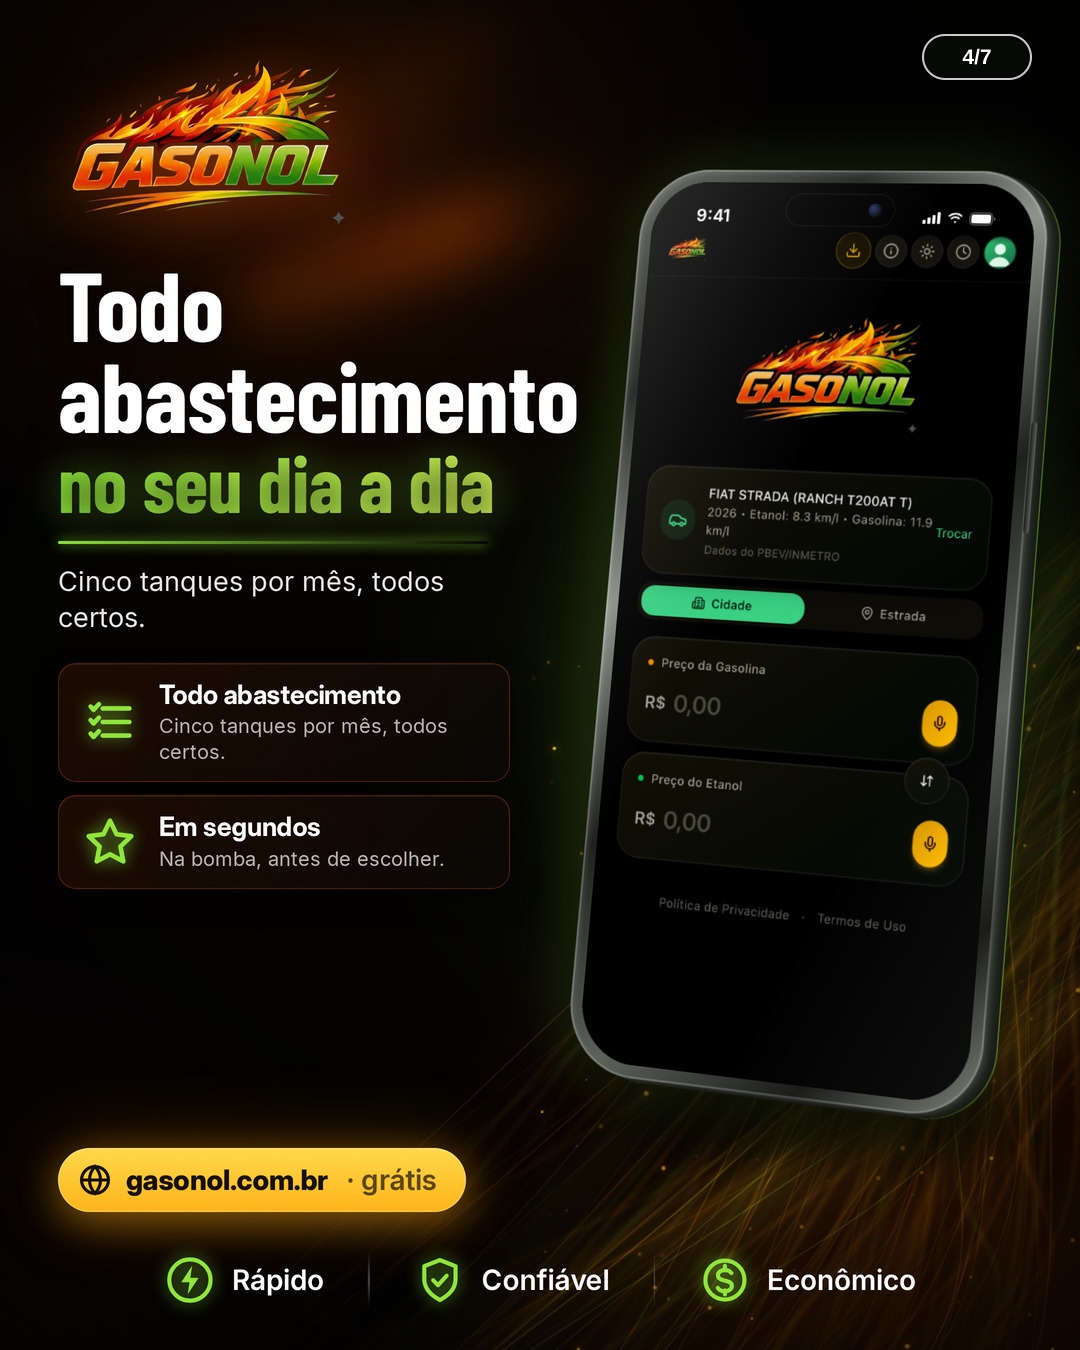 4/7
GASONOL
Todo
abastecimento
no seu dia a dia
Cinco tanques por mês, todos
certos.
Todo abastecimento
Cinco tanques por mês, todos
certos.
Em segundos
Na bomba, antes de escolher.
9:41
GASONOL
GASONOL
FIAT STRADA (RANCH T200AT T)
2026 • Etanol: 8.3 km/l • Gasolina: 11.9
km/l
Trocar
Dados do PBEV/INMETRO
Cidade
Estrada
Preço da Gasolina
R$ 0,00
Preço do Etanol
R$ 0,00
Política de Privacidade · Termos de Uso
gasonol.com.br · grátis
Rápido
Confiável
Econômico